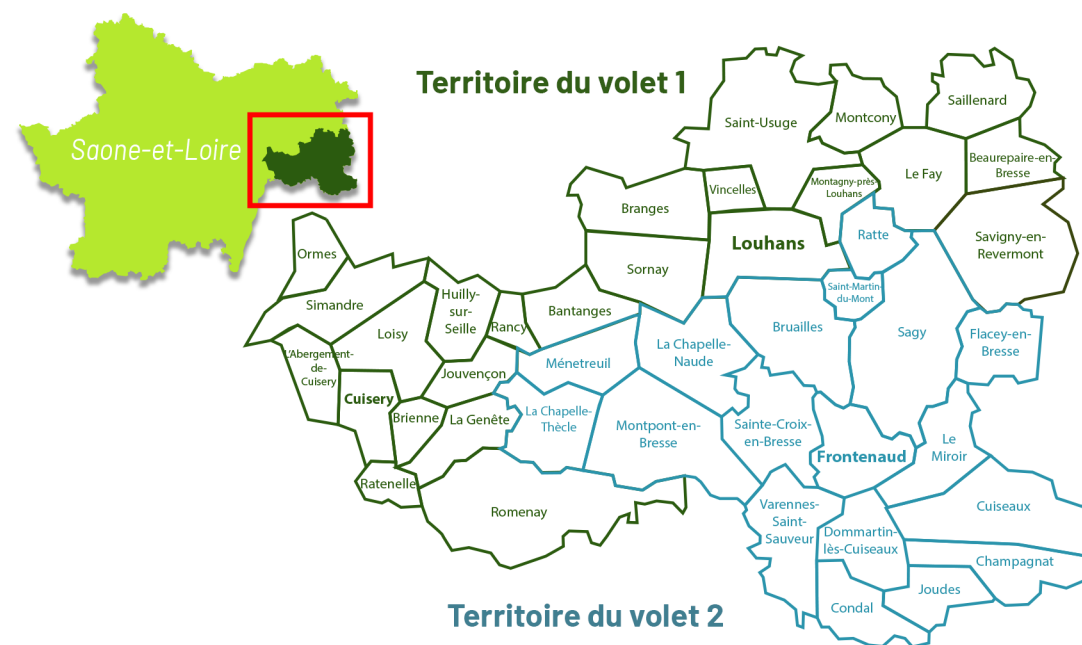 Territoire du volet 1
Saone-et-Loire
Saint-Usuge
Montcony
Saillenard
Beaurepaire-en-
Bresse
Le Fay
Montagny-près-
Louhans
Vincelles
Branges
Louhans
Ratte
Savigny-en-
Revermont
Ormes
Simandre
Huilly-
sur-
Seille
Sornay
Saint-Martin-
du-Mont
Loisy
Rancy
Bantanges
Bruailles
Sagy
Flacey-en-
Bresse
L'Abergement-
de-
Cuisery
Jouvençon
Ménetreuil
La Chapelle-
Naude
Cuisery
Brienne
La Genête
La Chapelle-
Thècle
Montpont-en-
Bresse
Sainte-Croix-
en-Bresse
Frontenaud
Le
Miroir
Ratenelle
Romenay
Varennes-
Saint-
Sauveur
Dommartin-
lès-Cuiseaux
Cuiseaux
Champagnat
Joudes
Condal
Territoire du volet 2